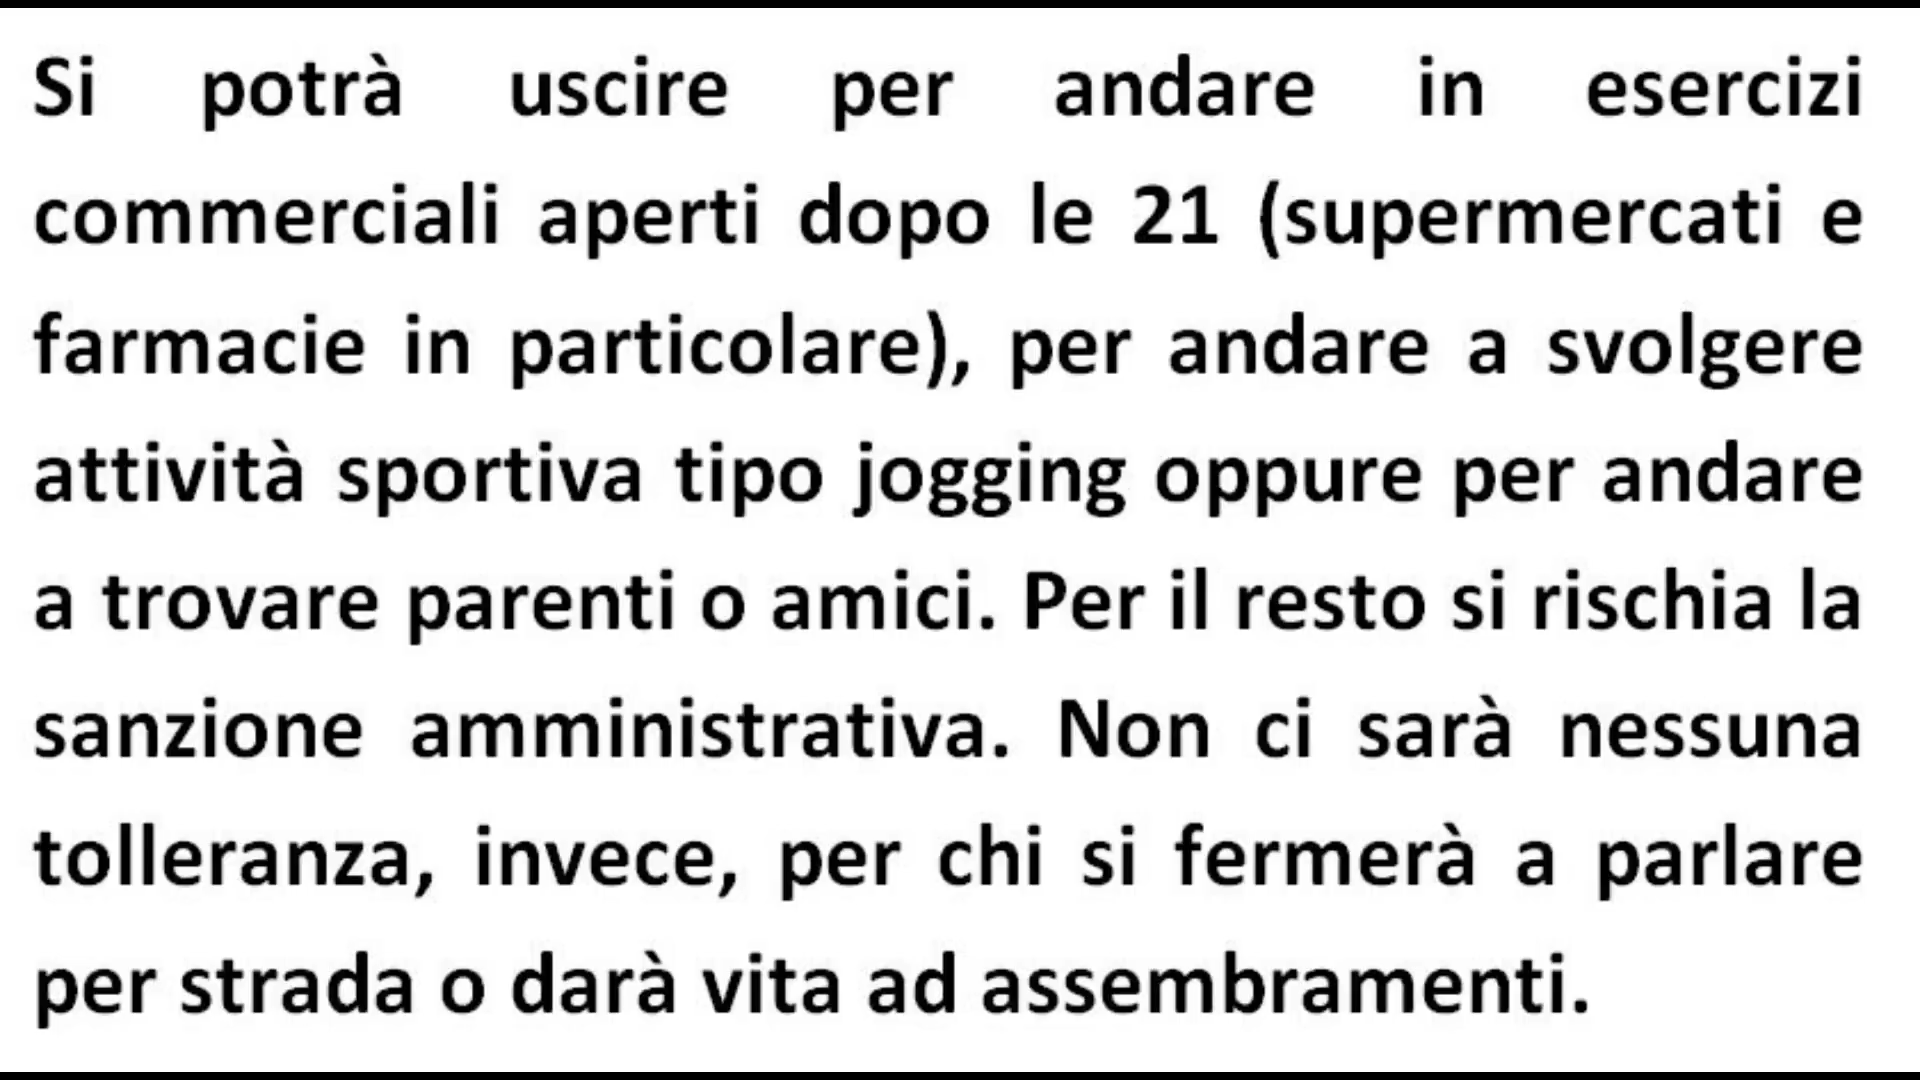 Si potrà uscire per andare in esercizi
commerciali aperti dopo le 21 (supermercati e
farmacie in particolare), per andare a svolgere
attività sportiva tipo jogging oppure per andare
a trovare parenti o amici. Per il resto si rischia la
sanzione amministrativa. Non ci sarà nessuna
tolleranza, invece, per chi si fermerà a parlare
per strada o darà vita ad assembramenti.